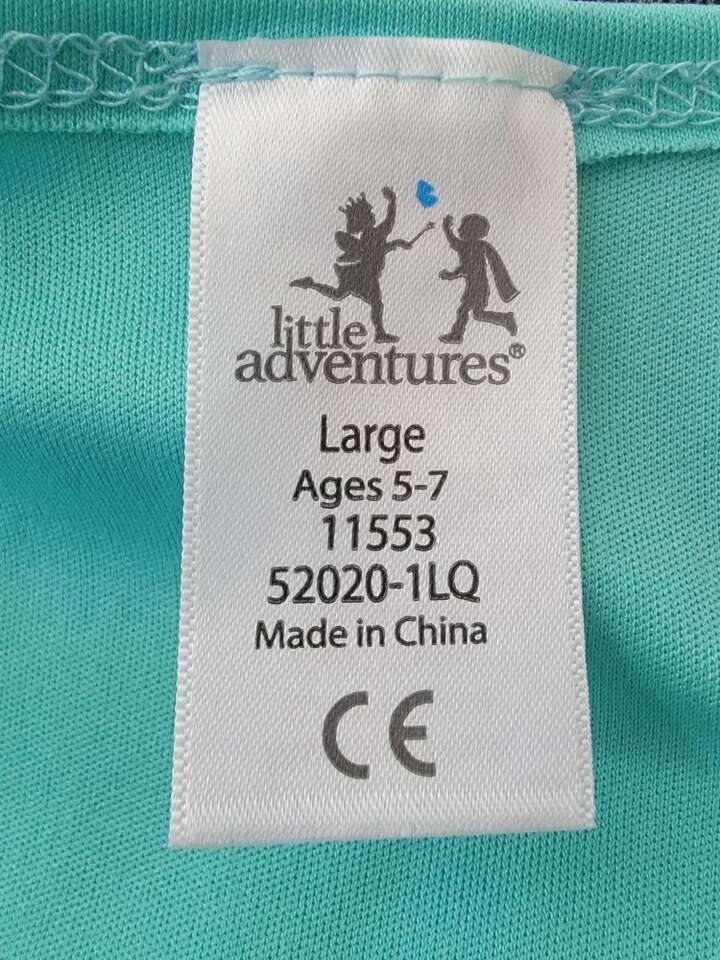 little
adventures®
Large
Ages 5-7
11553
52020-1LQ
Made in China
CE